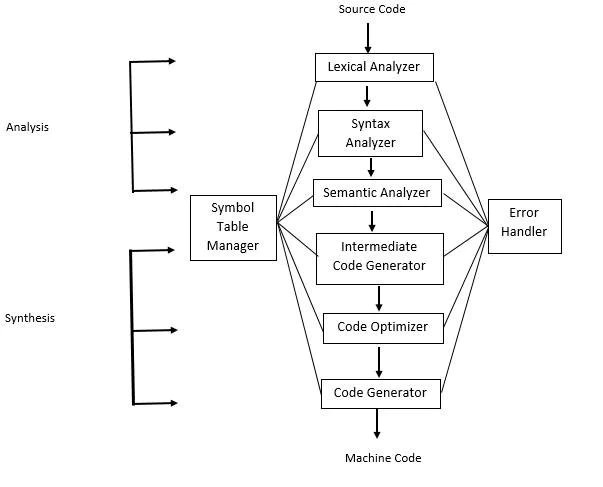 Source Code
Lexical Analyzer
Analysis
Syntax
Analyzer
Semantic Analyzer
Symbol
Table
Manager
Error
Handler
Intermediate
Code Generator
Synthesis
Code Optimizer
Code Generator
Machine Code